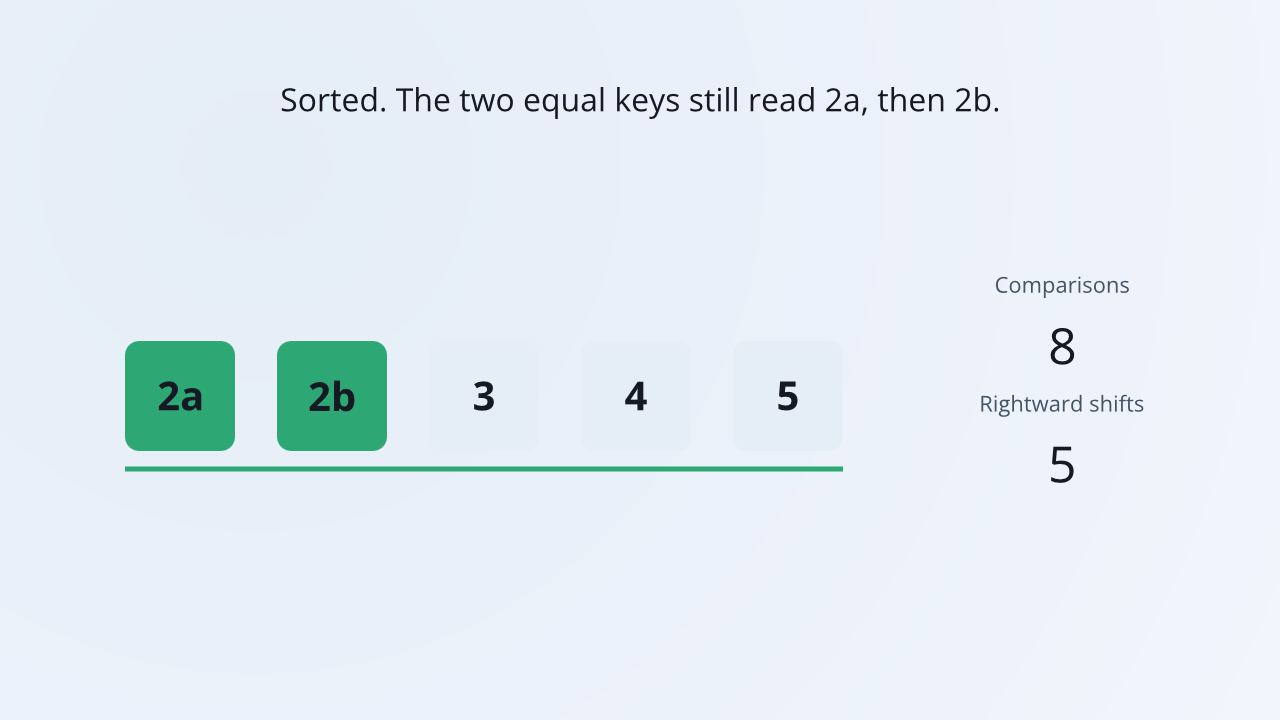 Sorted. The two equal keys still read 2a, then 2b.
2a 2b 3 4 5
Comparisons
8
Rightward shifts
5